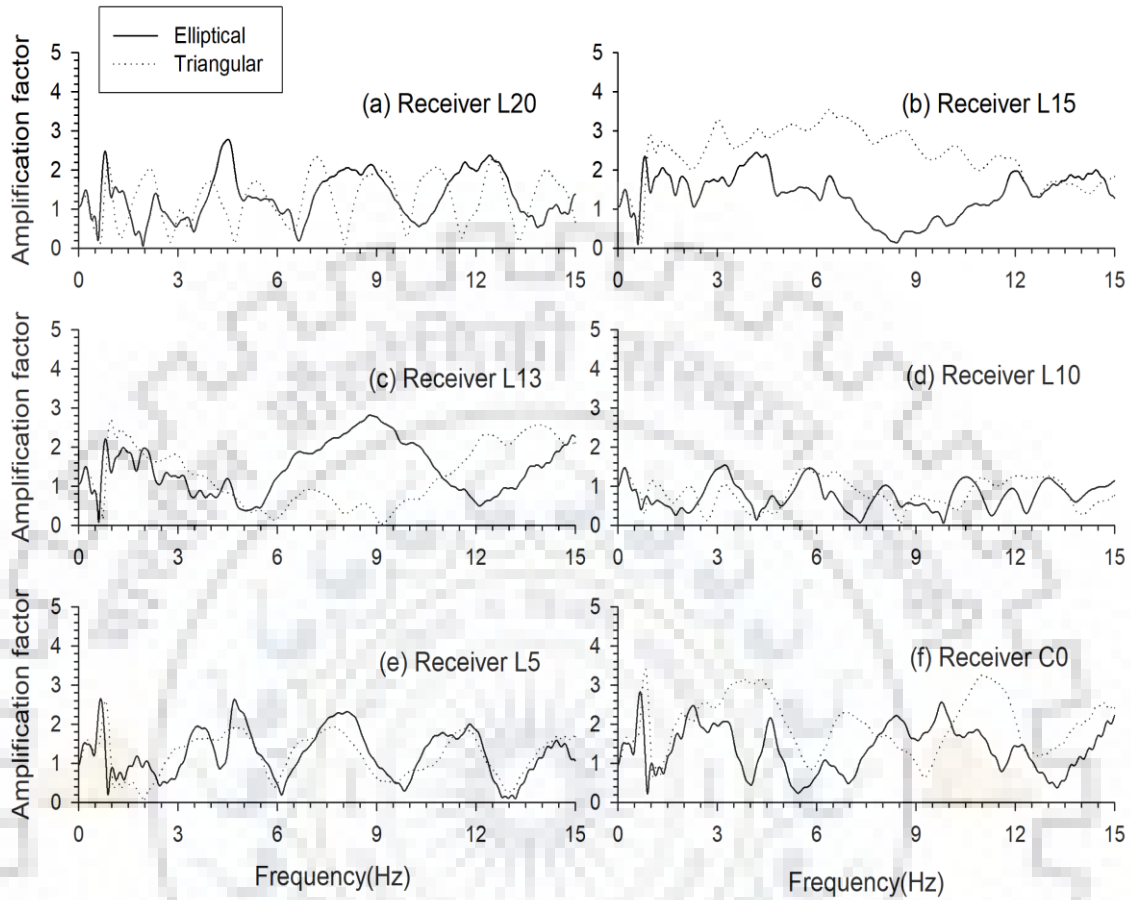 Elliptical
Triangular
Amplification factor
(a) Receiver L20
(b) Receiver L15
5
4
3
2
1
0
0 3 6 9 12 15
5
4
3
2
1
0
0 3 6 9 12 15
Amplification factor
(c) Receiver L13
(d) Receiver L10
5
4
3
2
1
0
0 3 6 9 12 15
5
4
3
2
1
0
0 3 6 9 12 15
Amplification factor
(e) Receiver L5
(f) Receiver C0
5
4
3
2
1
0
0 3 6 9 12 15
5
4
3
2
1
0
0 3 6 9 12 15
Frequency(Hz)
Frequency(Hz)